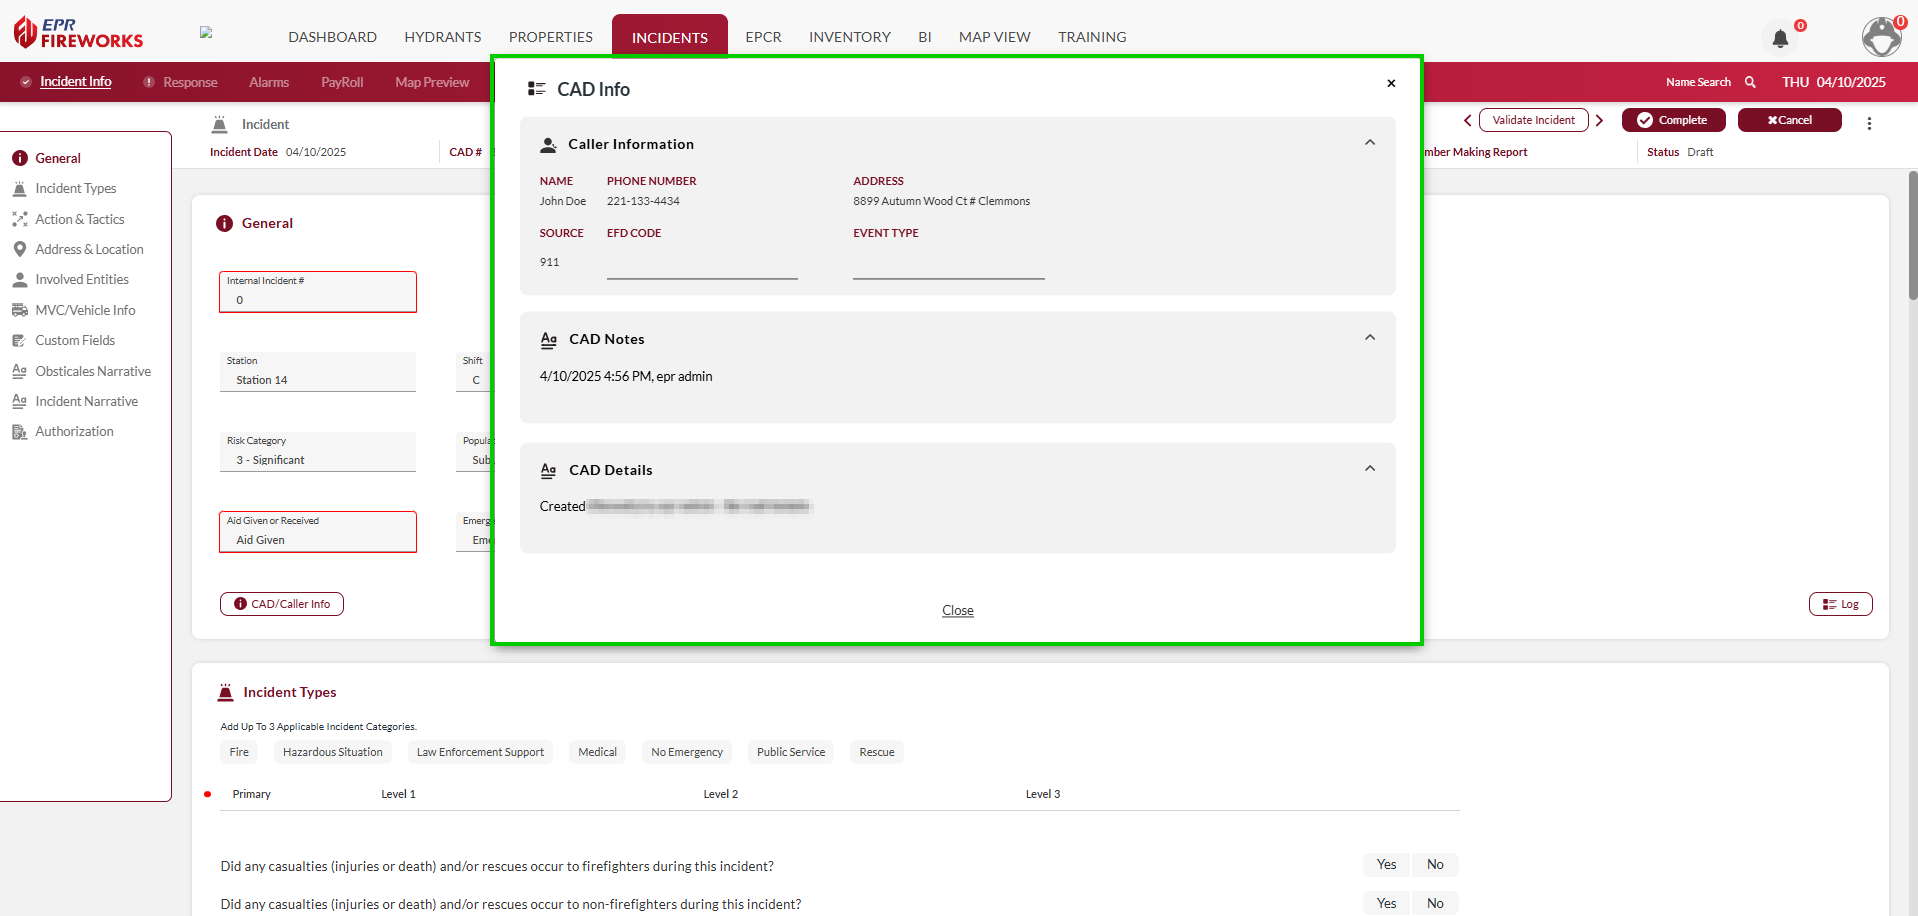 EPR
FIREWORKS
DASHBOARD HYDRANTS PROPERTIES INCIDENTS EPCR INVENTORY BI MAP VIEW TRAINING
0
0
Incident Info Response Alarms PayRoll Map Preview
Name Search THU 04/10/2025
Incident
Validate Incident Complete Cancel
Incident Date 04/10/2025 CAD #
Making Report Status Draft
General
Incident Types
Action & Tactics
Address & Location
Involved Entities
MVC/Vehicle Info
Custom Fields
Obsticales Narrative
Incident Narrative
Authorization
General
Internal Incident #
0
Station
Station 14
Shift
C
Risk Category
3 - Significant
Aid Given or Received
Aid Given
CAD/Caller Info
Log
CAD Info
Caller Information
NAME PHONE NUMBER ADDRESS
John Doe 221-133-4434 8899 Autumn Wood Ct # Clemmons
SOURCE EFD CODE EVENT TYPE
911
CAD Notes
4/10/2025 4:56 PM, epr admin
CAD Details
Created
Close
Incident Types
Add Up To 3 Applicable Incident Categories.
Fire Hazardous Situation Law Enforcement Support Medical No Emergency Public Service Rescue
Primary Level 1 Level 2 Level 3
Did any casualties (injuries or death) and/or rescues occur to firefighters during this incident? Yes No
Did any casualties (injuries or death) and/or rescues occur to non-firefighters during this incident? Yes No